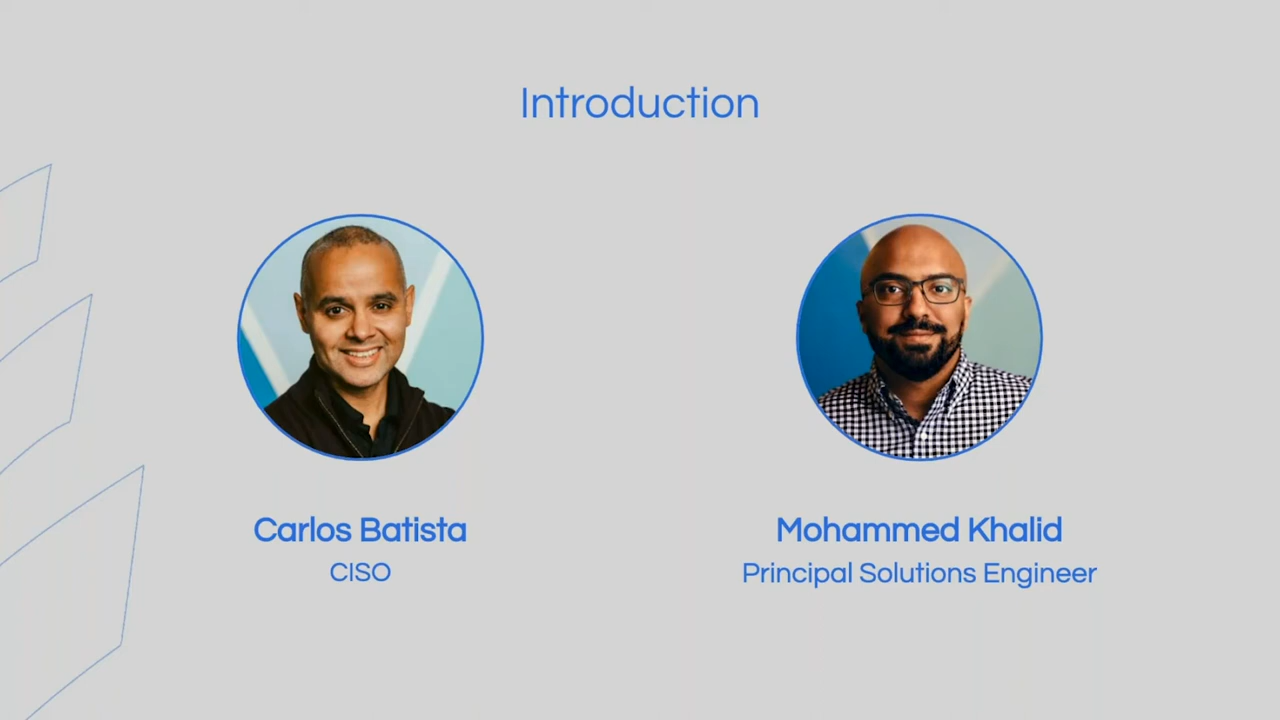 Introduction
Carlos Batista
CISO
Mohammed Khalid
Principal Solutions Engineer